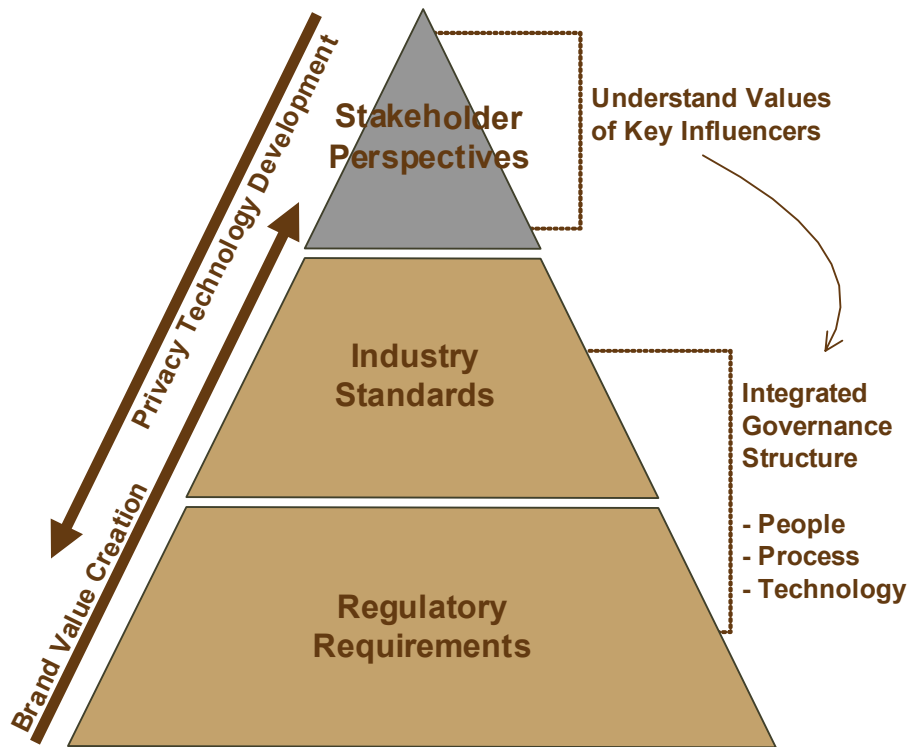 Privacy Technology Development
Brand Value Creation
Stakeholder
Perspectives
Understand Values
of Key Influencers
Industry
Standards
Integrated
Governance
Structure
- People
- Process
- Technology
Regulatory
Requirements